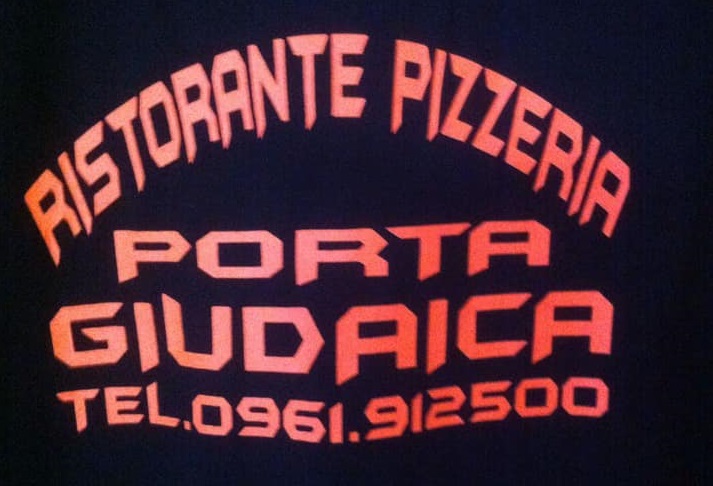 RISTORANTE PIZZERIA
PORTA
GIUDAICA
TEL.0961.912500